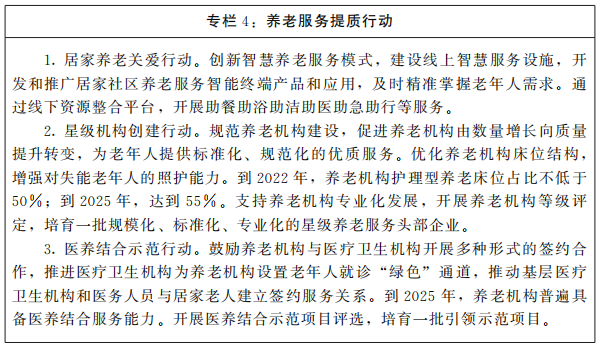 专栏 4：养老服务提质行动
1. 居家养老关爱行动。创新智慧养老服务模式，建设线上智慧服务设施，开
发和推广居家社区养老服务智能终端产品和应用，及时精准掌握老年人需求。通
过线下资源整合平台，开展助餐助浴助洁助医助急助行等服务。
2. 星级机构创建行动。规范养老机构建设，促进养老机构由数量增长向质量
提升转变，为老年人提供标准化、规范化的优质服务。优化养老机构床位结构，
增强对失能老年人的照护能力。到 2022 年，养老机构护理型养老床位占比不低于
50％；到 2025 年，达到 55％。支持养老机构专业化发展，开展养老机构等级评
定，培育一批规模化、标准化、专业化的星级养老服务头部企业。
3. 医养结合示范行动。鼓励养老机构与医疗卫生机构开展多种形式的签约合
作，推进医疗卫生机构为养老机构设置老年人就诊“绿色”通道，推动基层医疗
卫生机构和医务人员与居家老人建立签约服务关系。到 2025 年，养老机构普遍具
备医养结合服务能力。开展医养结合示范项目评选，培育一批引领示范项目。